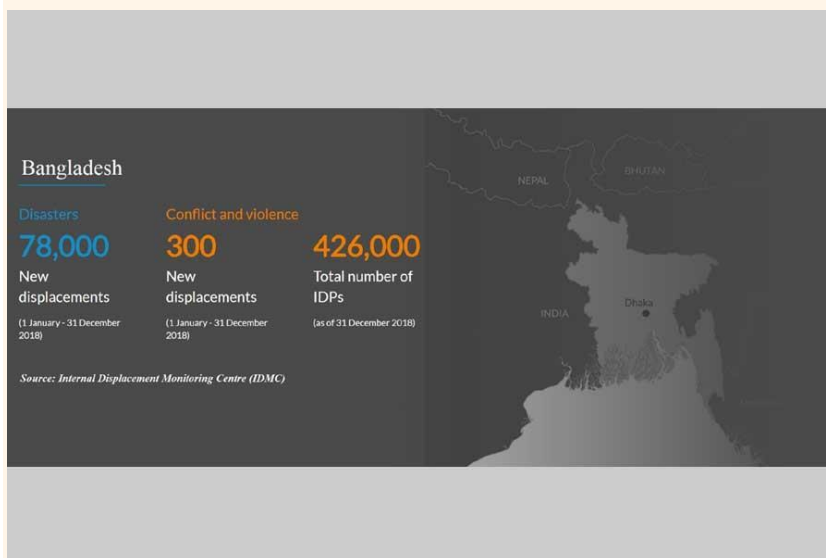 Bangladesh
Disasters
78,000
New
displacements
(1 January - 31 December
2018)
Conflict and violence
300
New
displacements
(1 January - 31 December
2018)
426,000
Total number of
IDPs
(as of 31 December 2018)
Source: Internal Displacement Monitoring Centre (IDMC)
NEPAL
BHUTAN
INDIA
Dhaka